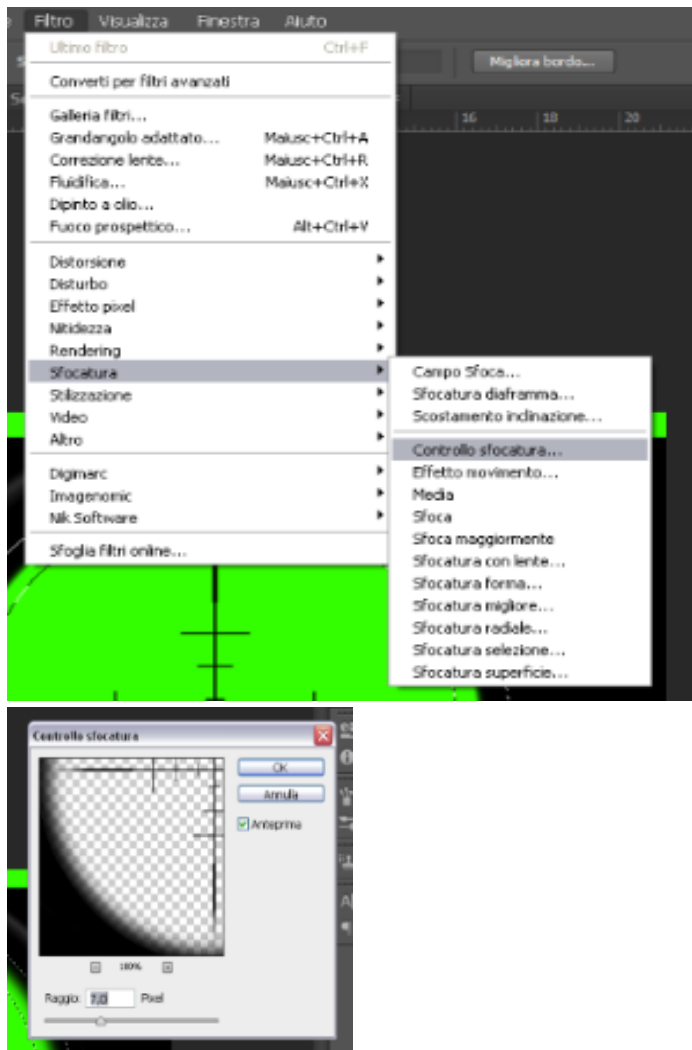 Filtro Visualizza Finestra Aiuto
Ultimo filtro Ctrl+F
Migliora bordo...
Converti per filtri avanzati
Galleria filtri...
16 18 20
Grandangolo adattato... Maiusc+Ctrl+A
Correzione lente... Maiusc+Ctrl+R
Fluidifica... Maiusc+Ctrl+X
Dipinto a olio...
Fuoco prospettico... Alt+Ctrl+V
Distorsione
Disturbo
Effetto pixel
Nitidezza
Rendering
Sfocatura
Stilizzazione
Video
Altro
Digimarc
Imagenomic
Nik Software
Sfoglia filtri online...
Campo Sfoca...
Sfocatura diaframma...
Scostamento inclinazione...
Controllo sfocatura...
Effetto movimento...
Media
Sfoca
Sfoca maggiormente
Sfocatura con lente...
Sfocatura forma...
Sfocatura migliore...
Sfocatura radiale...
Sfocatura selezione...
Sfocatura superficie...
Controllo sfocatura
OK
Annulla
Anteprima
100%
Raggio: 7,0 Pixel